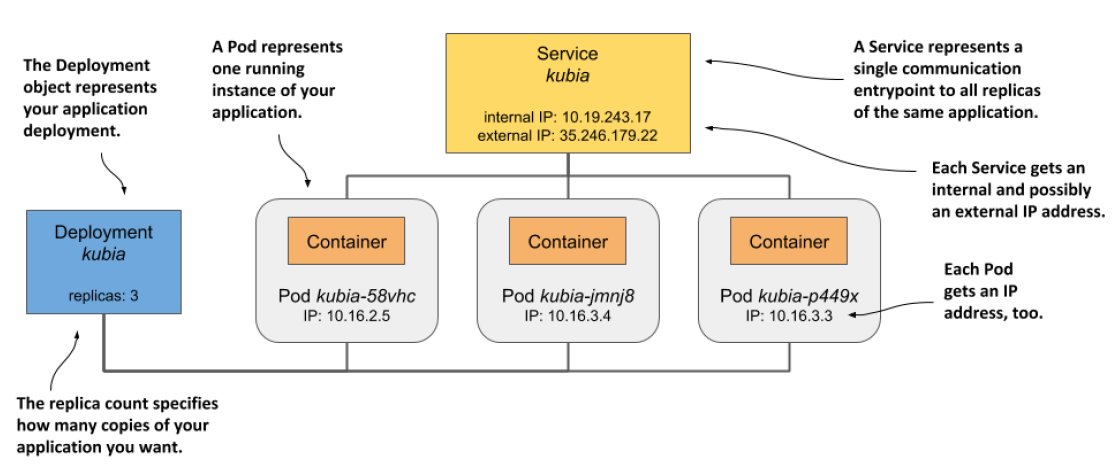 The Deployment
object represents
your application
deployment.
A Pod represents
one running
instance of your
application.
Service
kubia
internal IP: 10.19.243.17
external IP: 35.246.179.22
A Service represents a
single communication
entrypoint to all replicas
of the same application.
Each Service gets an
internal and possibly
an external IP address.
Deployment
kubia
replicas: 3
Container
Pod kubia-58vhc
IP: 10.16.2.5
Container
Pod kubia-jmnj8
IP: 10.16.3.4
Container
Pod kubia-p449x
IP: 10.16.3.3
Each Pod
gets an IP
address, too.
The replica count specifies
how many copies of your
application you want.